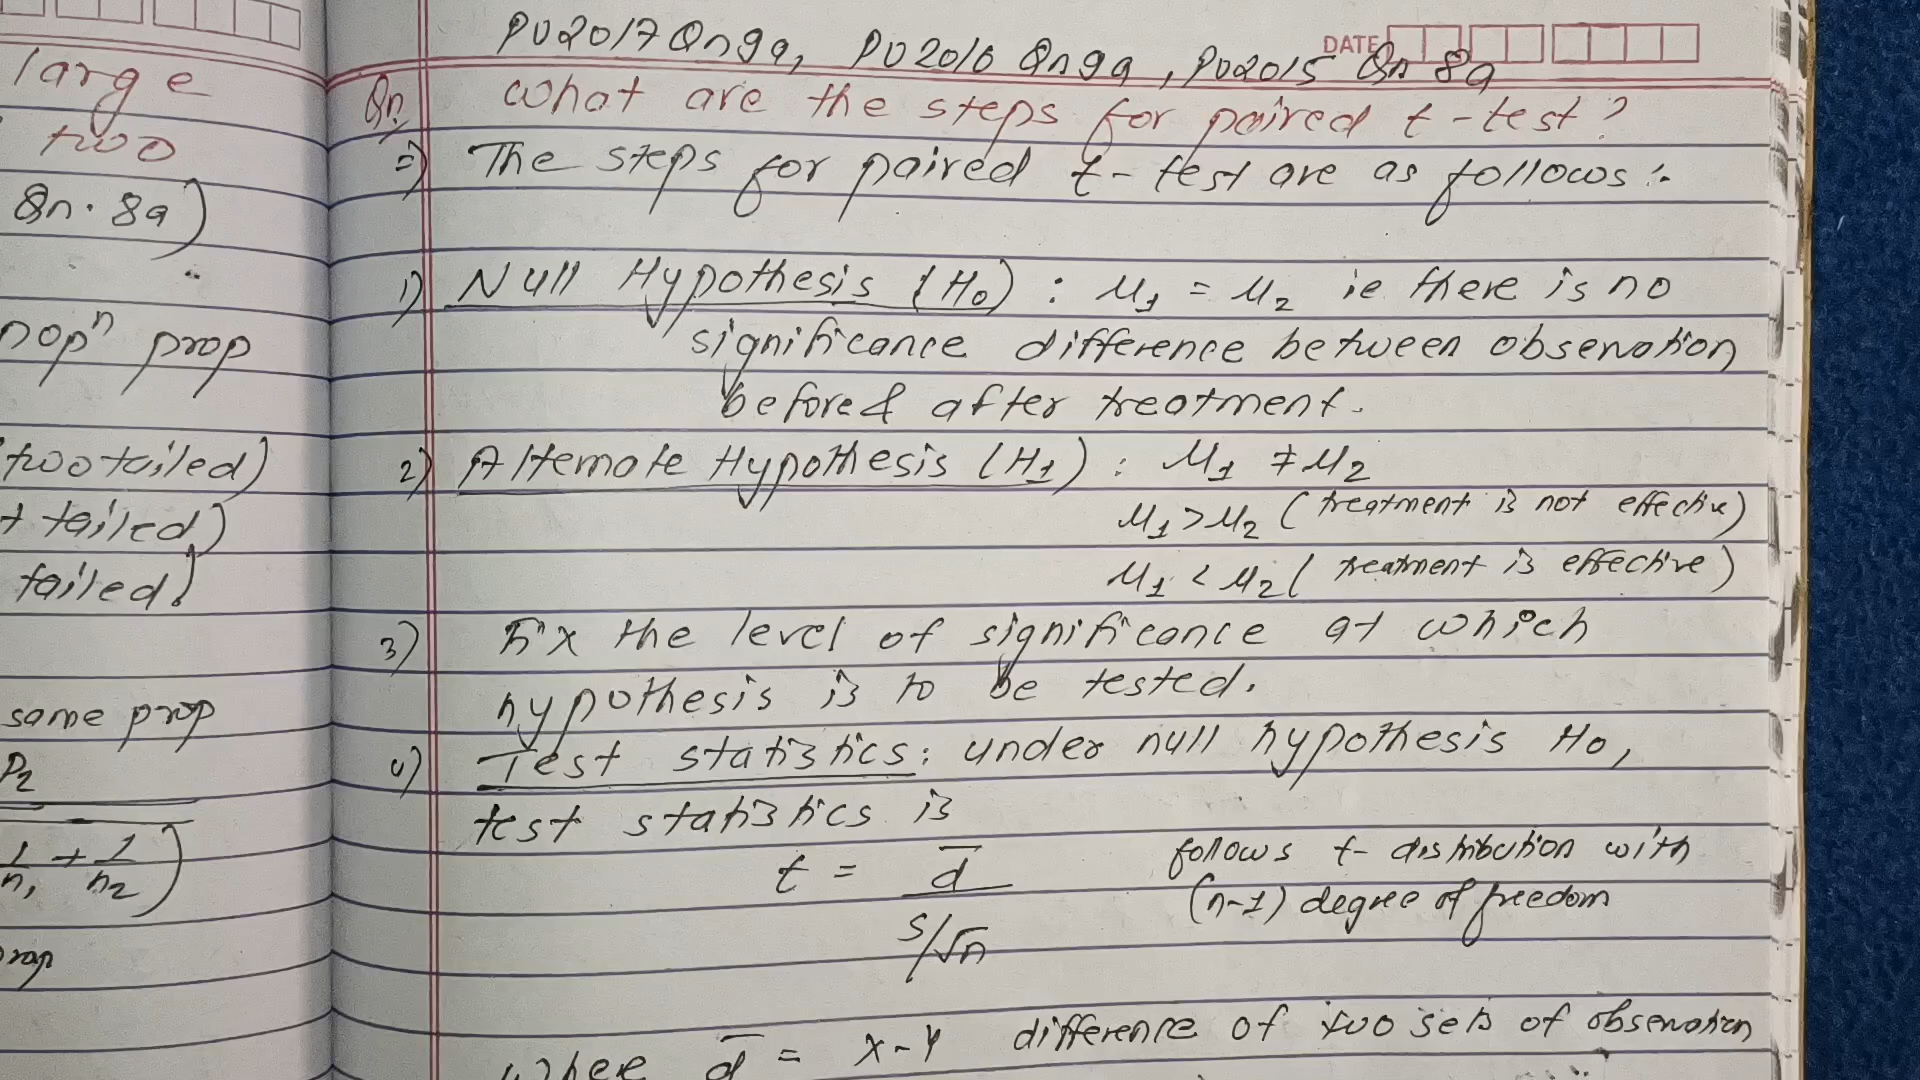 large
two
Qn. 8a)
popn prop
(two tailed)
t tailed)
tailed)
same prop
P2
1/n1 + 1/n2)
prop
PU2017 Qn9a, PU2016 Qn9a, PU2015 Qn 8a
DATE
Qn. What are the steps for paired t-test?
=) The steps for paired t-test are as follows:-
1) Null Hypothesis (H0) : μ1 = μ2 ie there is no
significance difference between observation
before & after treatment.
2) Alternate Hypothesis (H1) : μ1 ≠ μ2
μ1 > μ2 (treatment is not effective)
μ1 < μ2 (treatment is effective)
3) Fix the level of significance at which
hypothesis is to be tested.
4) Test statistics: under null hypothesis H0,
test statistics is
t = d̄ / (s/√n) follows t-distribution with
(n-1) degree of freedom
where d̄ = x-y difference of two sets of observation